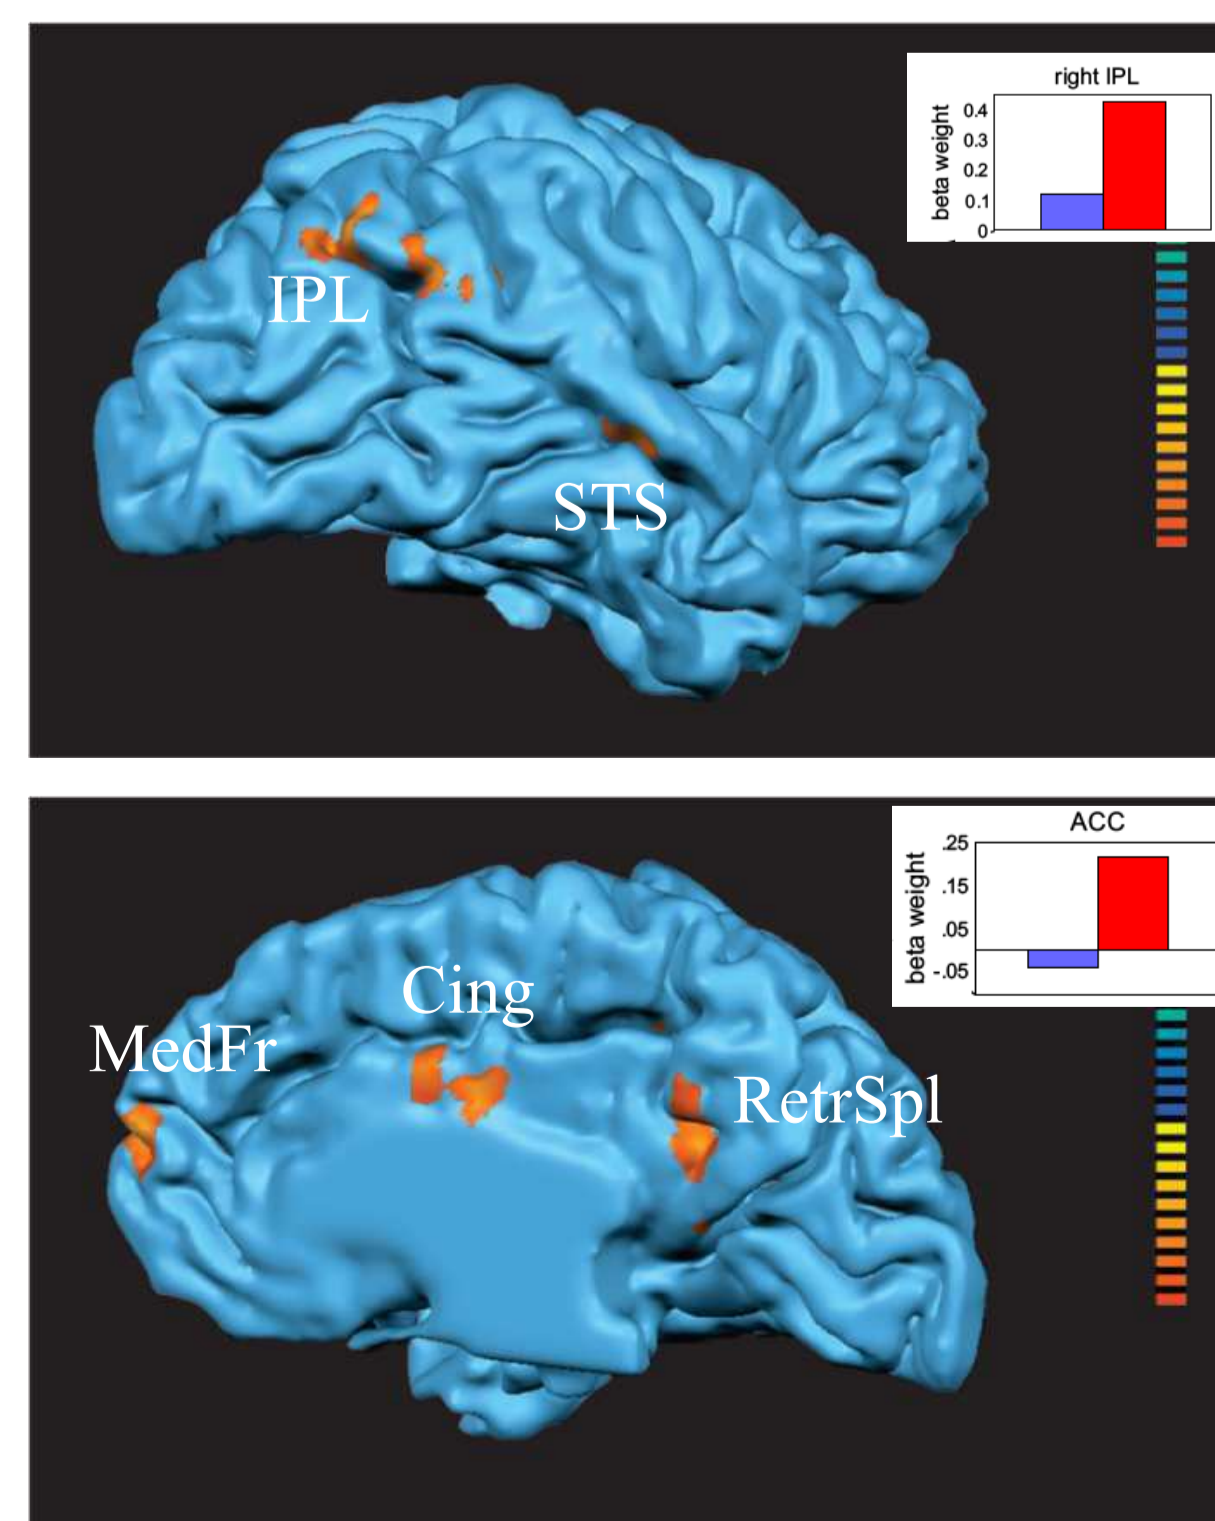 right IPL
beta weight
0.4
0.3
0.2
0.1
0
IPL
STS
ACC
beta weight
.25
.15
.05
-.05
Cing
MedFr
RetrSpl